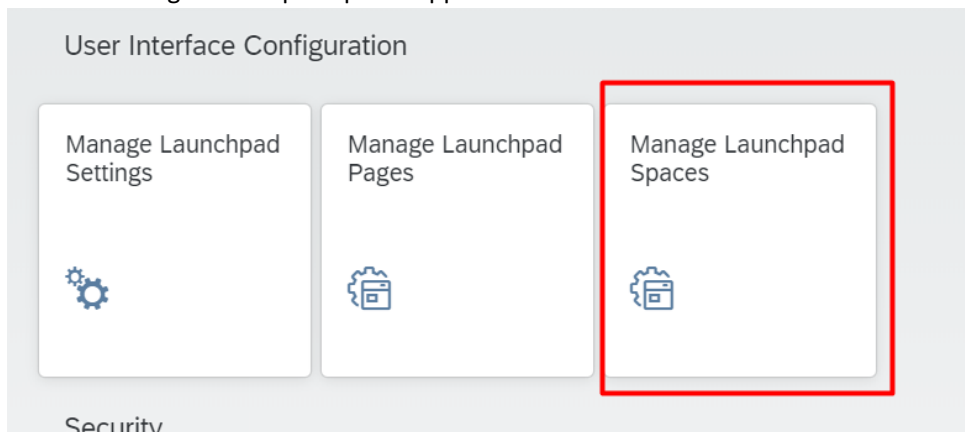 User Interface Configuration
Manage Launchpad
Settings
Manage Launchpad
Pages
Manage Launchpad
Spaces
Security